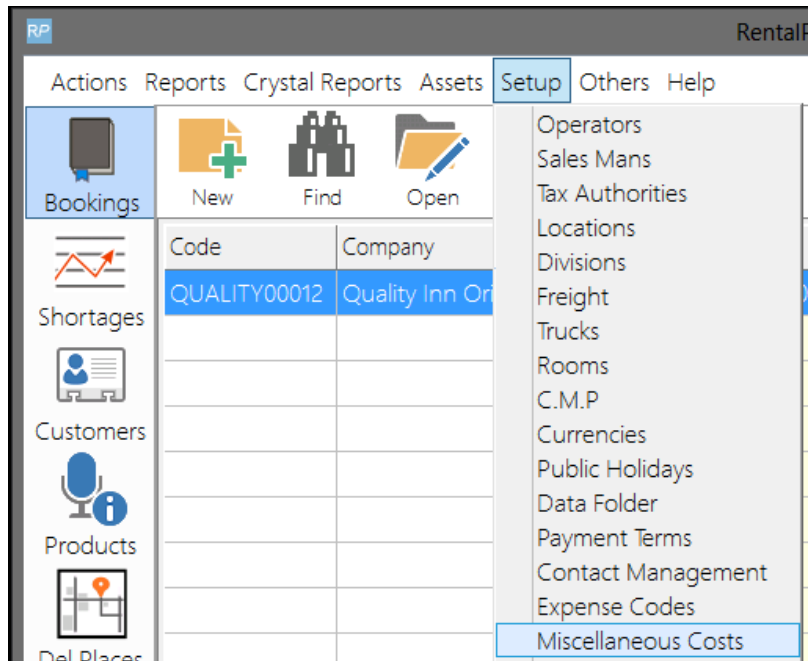 RP
RentalP
Actions Reports Crystal Reports Assets Setup Others Help
Bookings
New
Find
Open
Shortages
Customers
Products
Del Places
Code
Company
QUALITY00012
Quality Inn Ori
Operators
Sales Mans
Tax Authorities
Locations
Divisions
Freight
Trucks
Rooms
C.M.P
Currencies
Public Holidays
Data Folder
Payment Terms
Contact Management
Expense Codes
Miscellaneous Costs